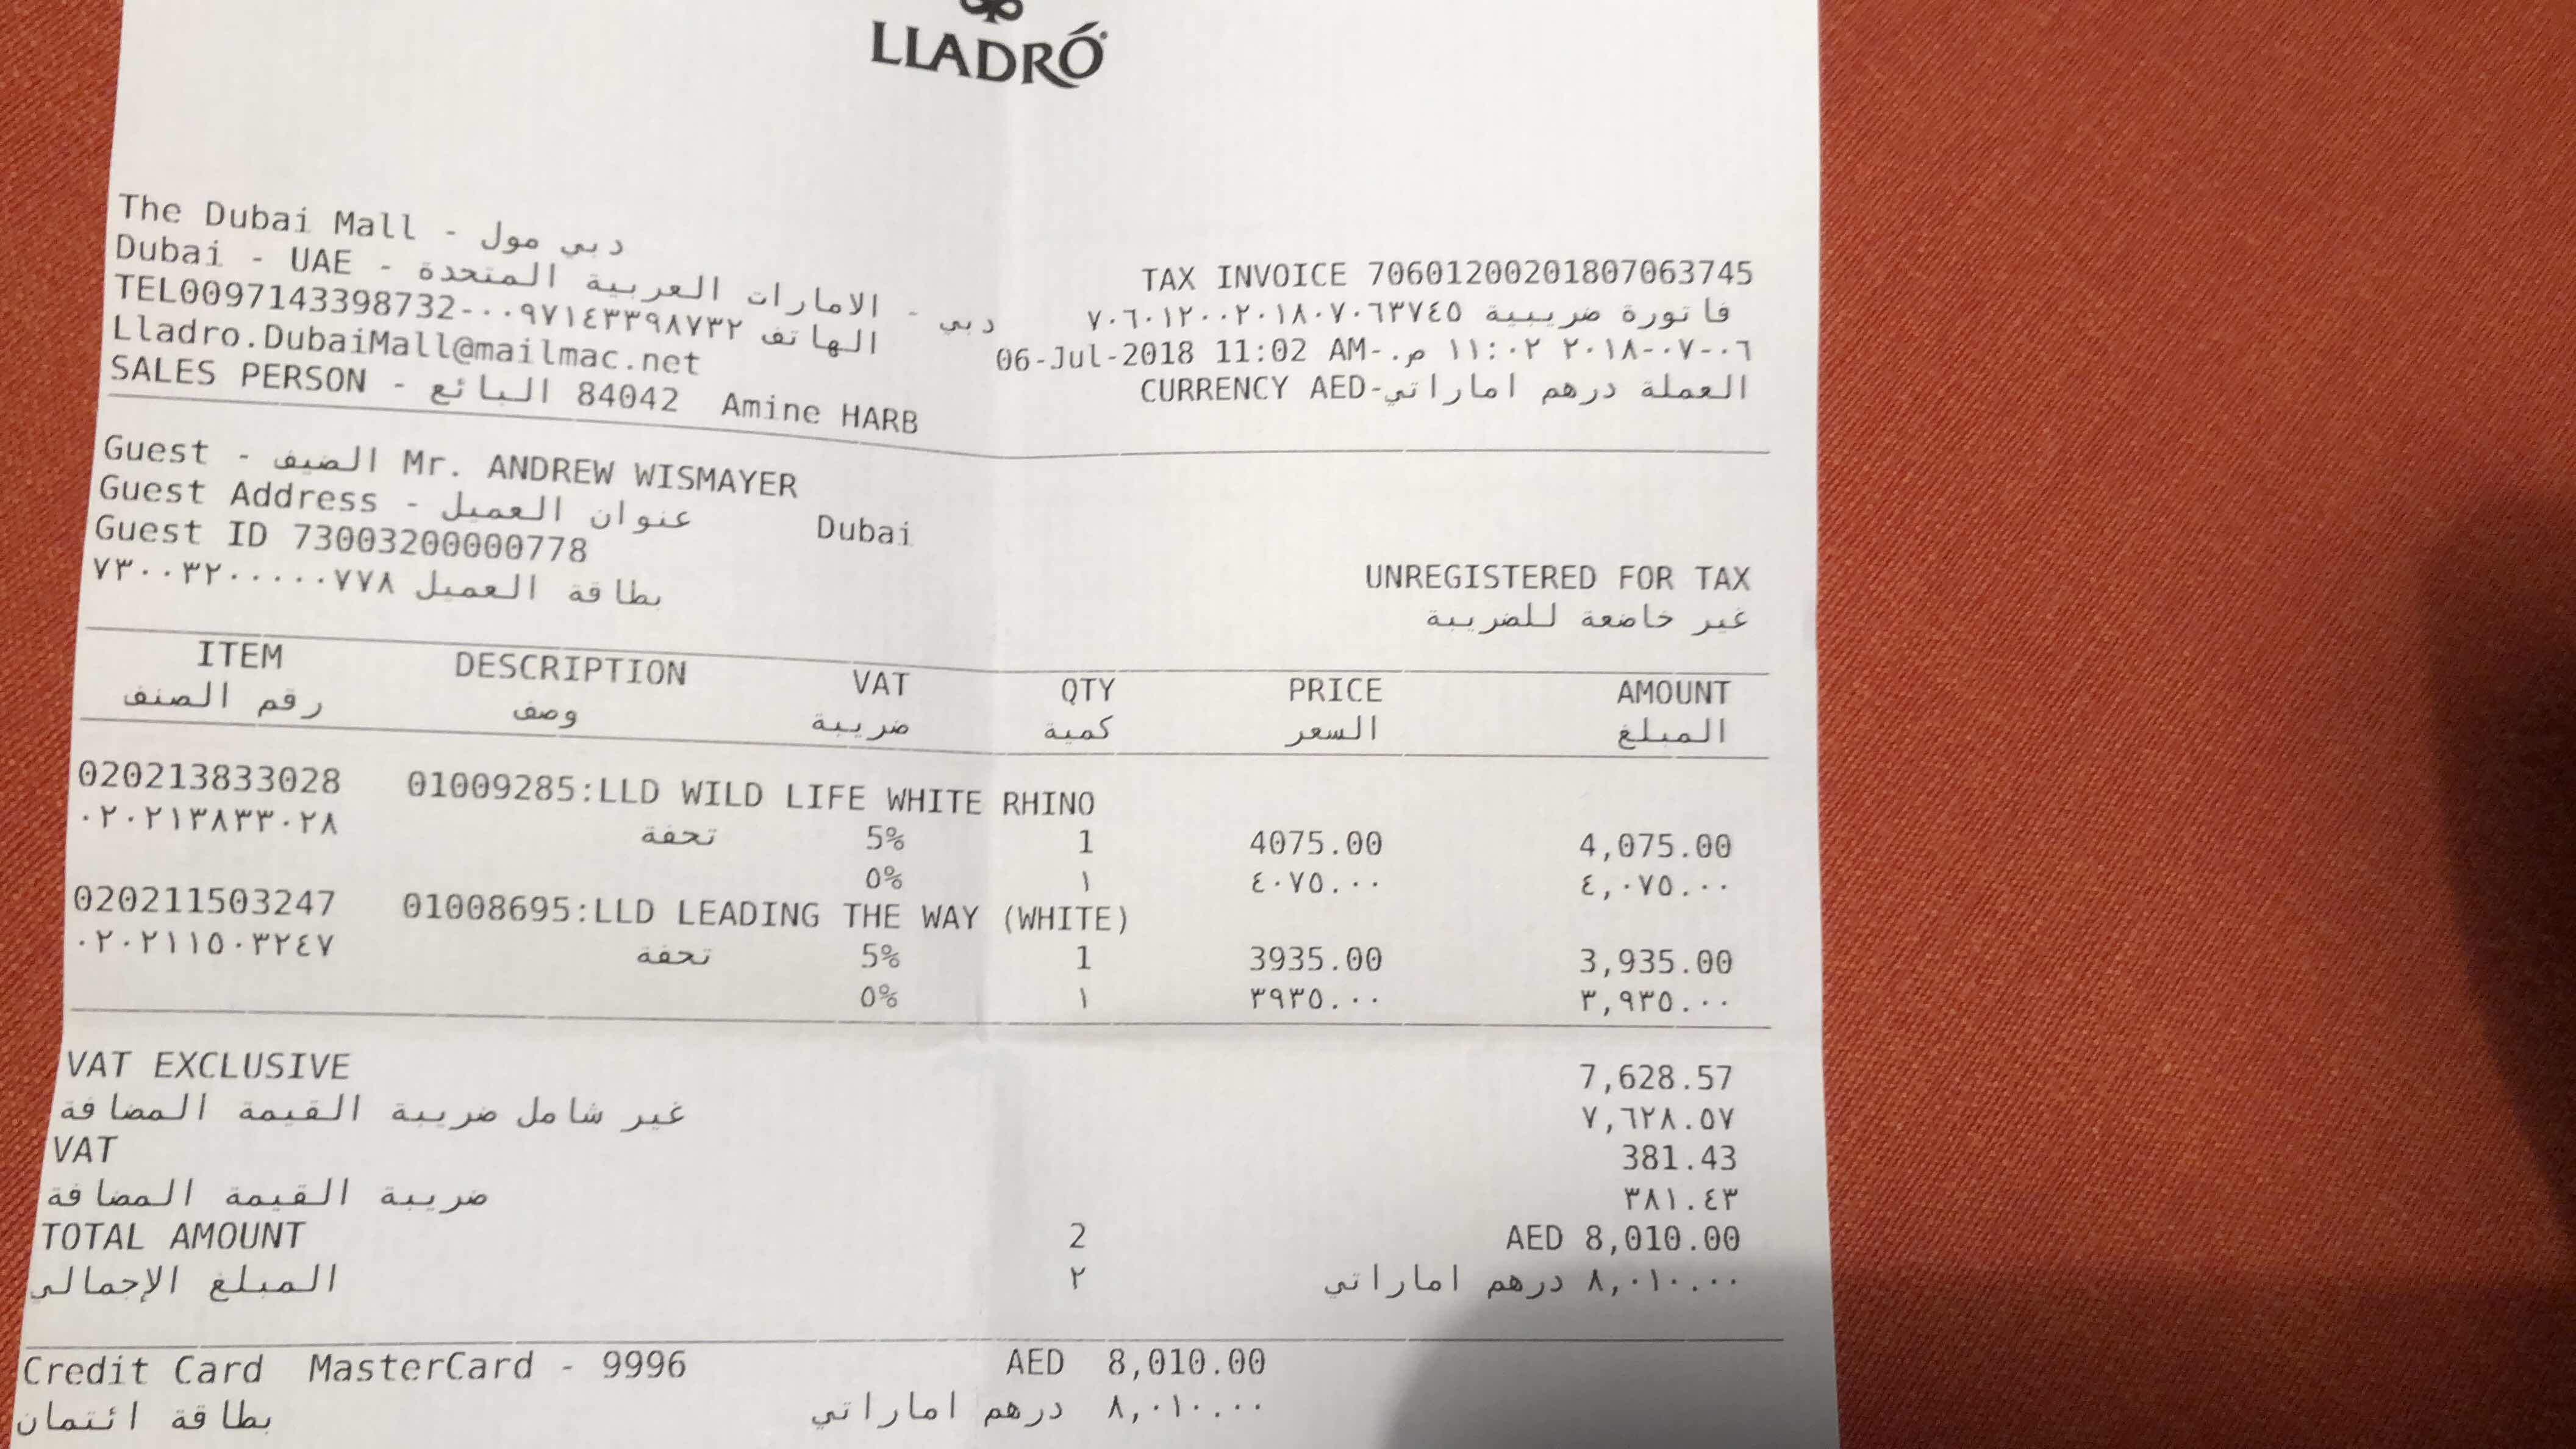 LLADRÓ
The Dubai Mall - دبي مول
Dubai - UAE - الامارات العربية المتحدة - دبي
TEL0097143398732-الهاتف ٠٠٩٧١٤٣٣٩٨٧٣٢
Lladro.DubaiMall@mailmac.net
SALES PERSON - البائع 84042 Amine HARB
TAX INVOICE 70601200201807063745
فاتورة ضريبية ٧٠٦٠١٢٠٠٢٠١٨٠٧٠٦٣٧٤٥
06-Jul-2018 11:02 AM-٠٦-٠٧-٢٠١٨ ١١:٠٢ م.
CURRENCY AED-العملة درهم اماراتي
Guest - الضيف Mr. ANDREW WISMAYER
Guest Address - عنوان العميل Dubai
Guest ID 7300320000778
بطاقة العميل ٧٣٠٠٣٢٠٠٠٠٧٧٨
UNREGISTERED FOR TAX
غير خاضعة للضريبة
ITEM DESCRIPTION VAT QTY PRICE AMOUNT
رقم الصنف وصف ضريبة كمية السعر المبلغ
020213833028 01009285:LLD WILD LIFE WHITE RHINO
٠٢٠٢١٣٨٣٣٠٢٨ تحفة 5% 1 4075.00 4,075.00
٠% ١ ٤٠٧٥.٠٠ ٤,٠٧٥.٠٠
020211503247 01008695:LLD LEADING THE WAY (WHITE)
٠٢٠٢١١٥٠٣٢٤٧ تحفة 5% 1 3935.00 3,935.00
٥% ١ ٣٩٣٥.٠٠ ٣,٩٣٥.٠٠
VAT EXCLUSIVE 7,628.57
غير شامل ضريبة القيمة المضافة ٧,٦٢٨.٥٧
VAT 381.43
ضريبة القيمة المضافة ٣٨١.٤٣
TOTAL AMOUNT 2 AED 8,010.00
المبلغ الإجمالي ٢ ٨,٠١٠.٠٠ درهم اماراتي
Credit Card MasterCard - 9996 AED 8,010.00
بطاقة ائتمان ٨,٠١٠.٠٠ درهم اماراتي